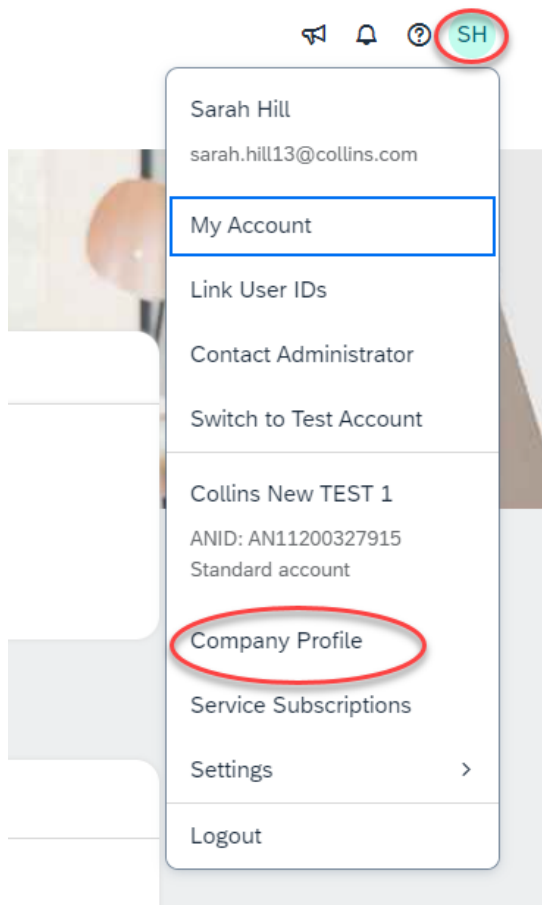 SH
Sarah Hill
sarah.hill13@collins.com
My Account
Link User IDs
Contact Administrator
Switch to Test Account
Collins New TEST 1
ANID: AN11200327915
Standard account
Company Profile
Service Subscriptions
Settings
Logout